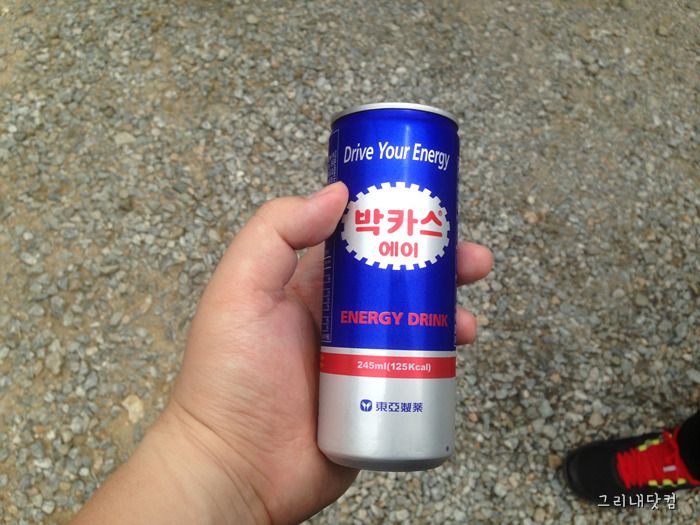 Drive Your Energy
박카스
에이
ENERGY DRINK
245ml(125Kcal)
東亞製薬
그리내닷컴